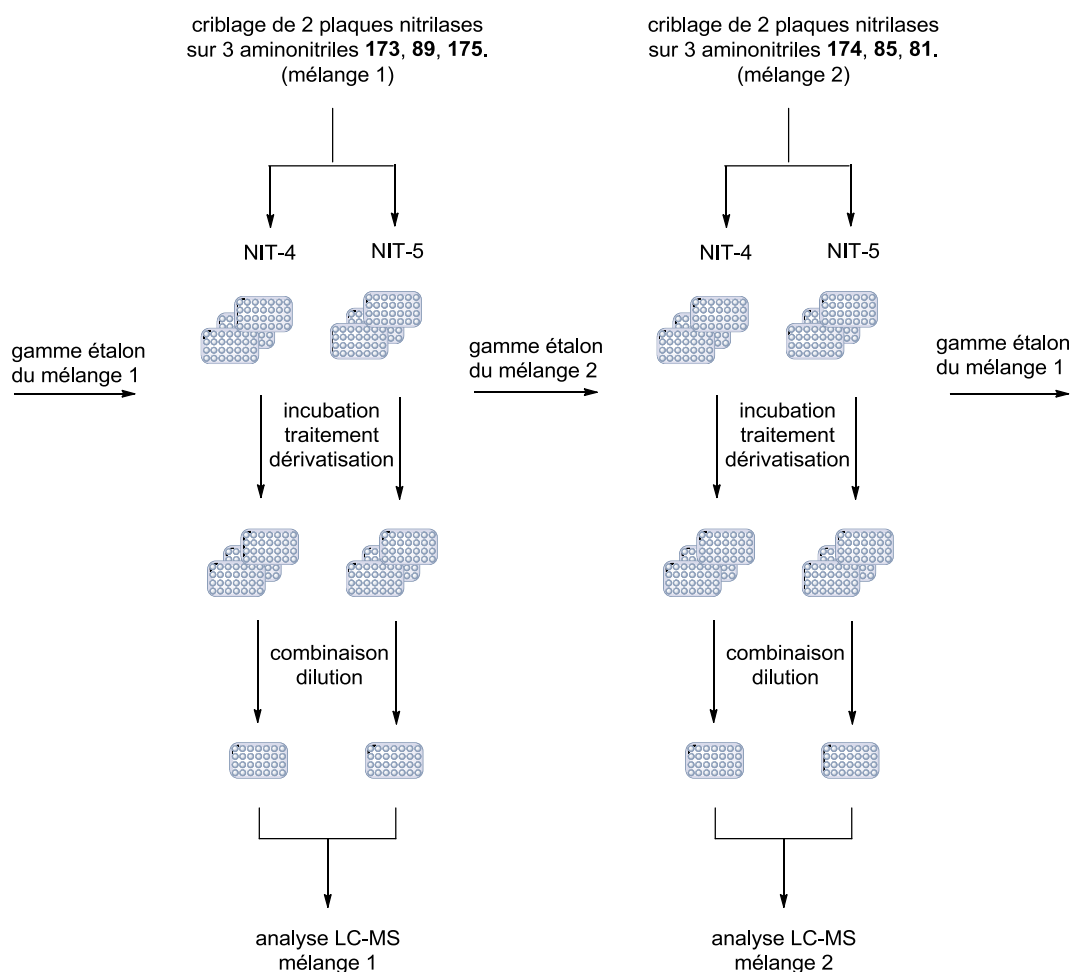 criblage de 2 plaques nitrilases
sur 3 aminonitriles 173, 89, 175.
(mélange 1)
criblage de 2 plaques nitrilases
sur 3 aminonitriles 174, 85, 81.
(mélange 2)
NIT-4
NIT-5
NIT-4
NIT-5
gamme étalon
du mélange 1
gamme étalon
du mélange 2
gamme étalon
du mélange 1
incubation
traitement
dérivatisation
incubation
traitement
dérivatisation
combinaison
dilution
combinaison
dilution
analyse LC-MS
mélange 1
analyse LC-MS
mélange 2